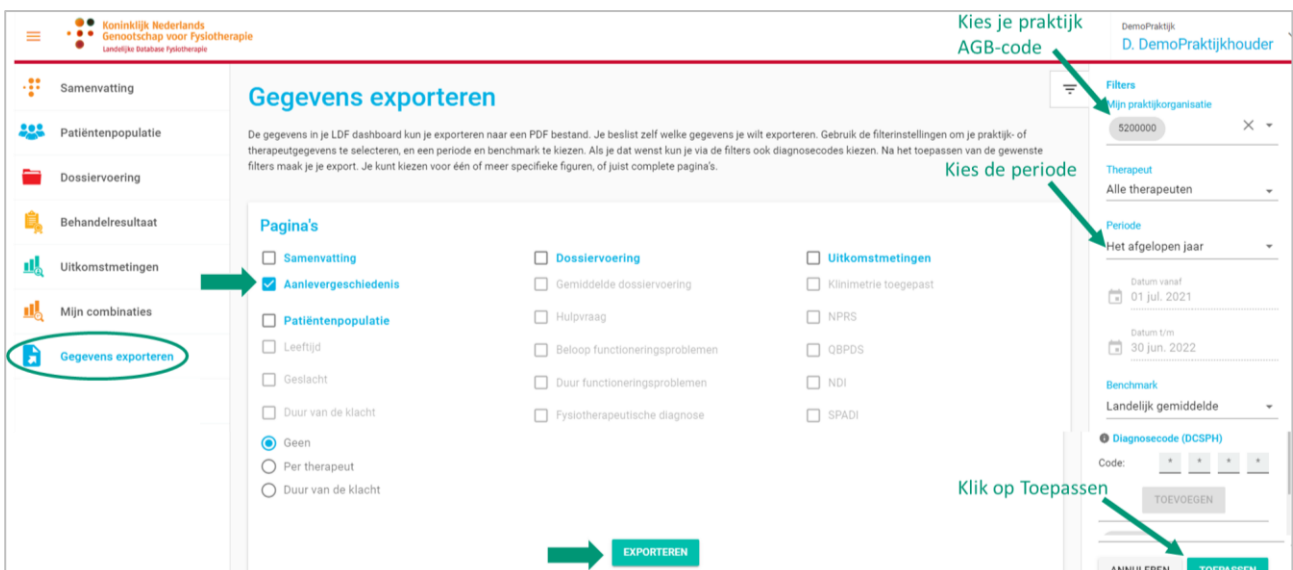 Koninklijk Nederlands
Genootschap voor Fysiotherapie
Landelijke Database Fysiotherapie
Kies je praktijk
AGB-code
DemoPraktijk
D. DemoPraktijkhouder
Samenvatting
Patiëntenpopulatie
Dossiervoering
Behandelresultaat
Uitkomstmetingen
Mijn combinaties
Gegevens exporteren
Gegevens exporteren
De gegevens in je LDF dashboard kun je exporteren naar een PDF bestand. Je beslist zelf welke gegevens je wilt exporteren. Gebruik de filterinstellingen om je praktijk- of
therapeutgegevens te selecteren, en een periode en benchmark te kiezen. Als je dat wenst kun je via de filters ook diagnosecodes kiezen. Na het toepassen van de gewenste
filters maak je je export. Je kunt kiezen voor één of meer specifieke figuren, of juist complete pagina's.
Kies de periode
Pagina's
Samenvatting
Aanlevergeschiedenis
Patiëntenpopulatie
Leeftijd
Geslacht
Duur van de klacht
Geen
Per therapeut
Duur van de klacht
Dossiervoering
Gemiddelde dossiervoering
Hulpvraag
Beloop functioneringsproblemen
Duur functioneringsproblemen
Fysiotherapeutische diagnose
Uitkomstmetingen
Klinimetrie toegepast
NPRS
QBPDS
NDI
SPADI
EXPORTEREN
Klik op Toepassen
Filters
Mijn praktijkorganisatie
5200000
Therapeut
Alle therapeuten
Periode
Het afgelopen jaar
Datum vanaf
01 jul. 2021
Datum t/m
30 jun. 2022
Benchmark
Landelijk gemiddelde
Diagnosecode (DCSPH)
Code: * * * *
TOEVOEGEN
ANNULEREN TOEPASSEN